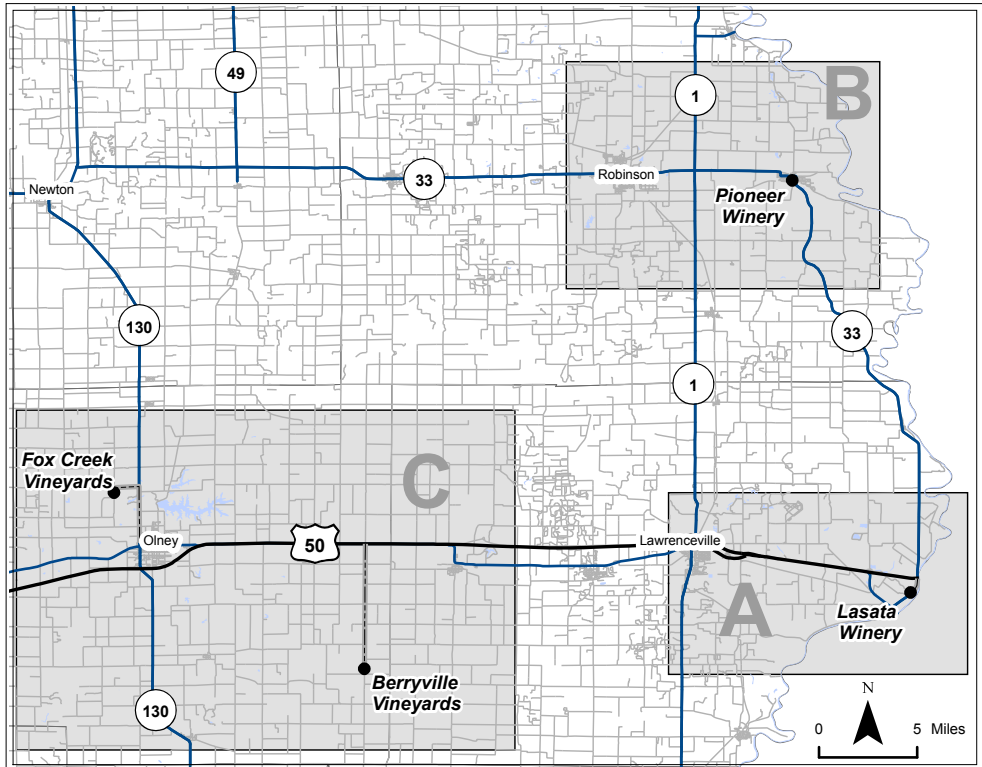 49
1
B
33
Robinson
Newton
Pioneer
Winery
130
33
1
Fox Creek
Vineyards
C
Olney
50
Lawrenceville
A
Lasata
Winery
Berryville
Vineyards
130
N
0 5 Miles